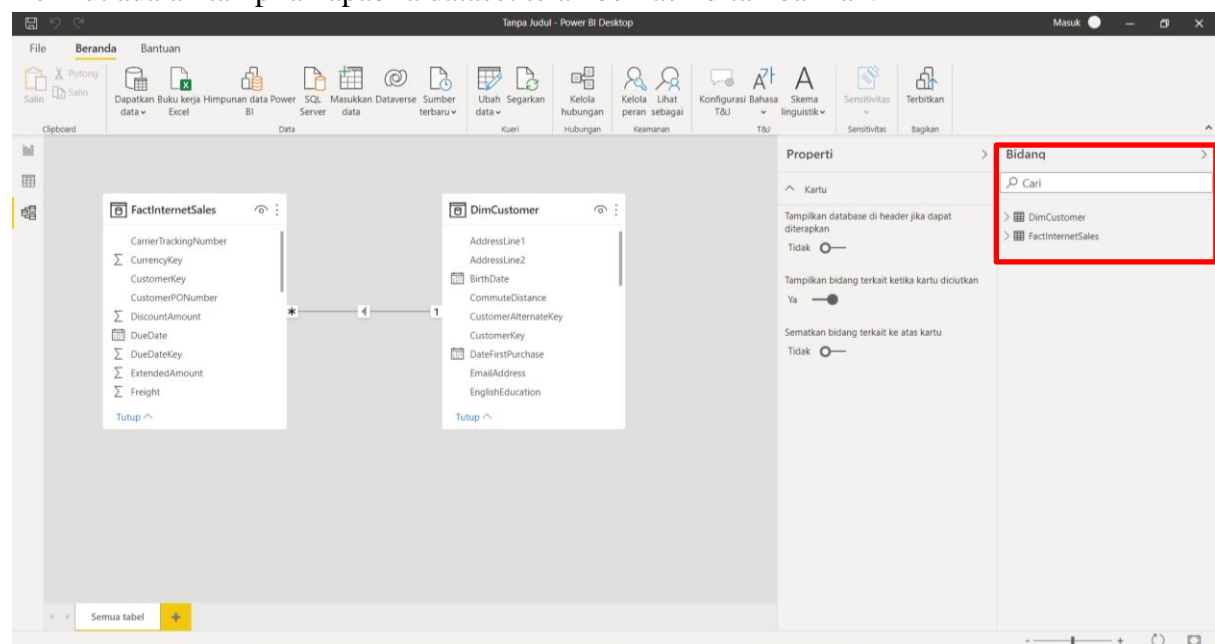 Tanpa Judul - Power BI Desktop
Masuk
File Beranda Bantuan
Salin
Potong
Salin
Dapatkan data
Buku kerja Excel
Himpunan data Power BI
SQL Server
Masukkan data
Dataverse
Sumber terbaru
Ubah data
Segarkan
Kelola hubungan
Kelola peran
Lihat sebagai
Konfigurasi T&J
Bahasa
Skema linguistik
Sensitivitas
Terbitkan
Clipboard
Data
Kueri
Hubungan
Keamanan
T&J
Sensitivitas
Bagikan
FactInternetSales
CarrierTrackingNumber
CurrencyKey
CustomerKey
CustomerPONumber
DiscountAmount
DueDate
DueDateKey
ExtendedAmount
Freight
Tutup
* 1
DimCustomer
AddressLine1
AddressLine2
BirthDate
CommuteDistance
CustomerAlternateKey
CustomerKey
DateFirstPurchase
EmailAddress
EnglishEducation
Tutup
Properti
Kartu
Tampilkan database di header jika dapat
diterapkan
Tidak
Tampilkan bidang terkait ketika kartu diciutkan
Ya
Sematkan bidang terkait ke atas kartu
Tidak
Bidang
Cari
DimCustomer
FactInternetSales
Semua tabel